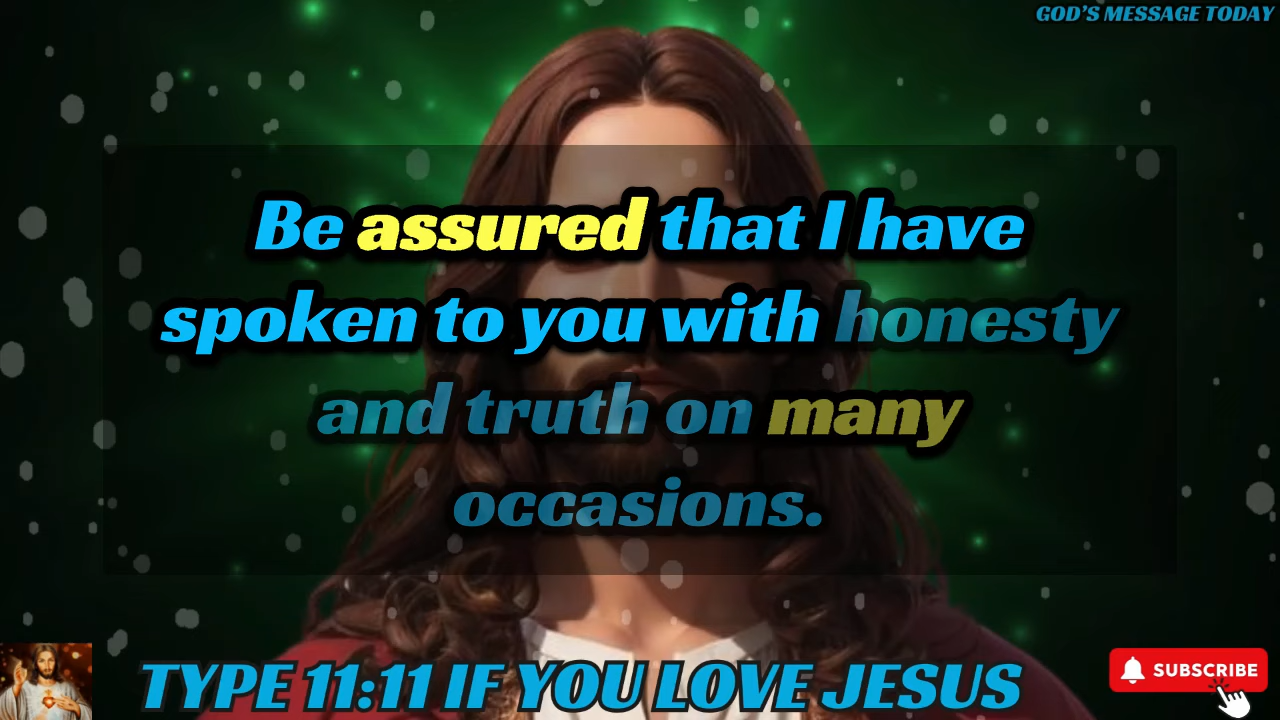 GOD'S MESSAGE TODAY
Be assured that I have
spoken to you with honesty
and truth on many
occasions.
TYPE 11:11 IF YOU LOVE JESUS
SUBSCRIBE